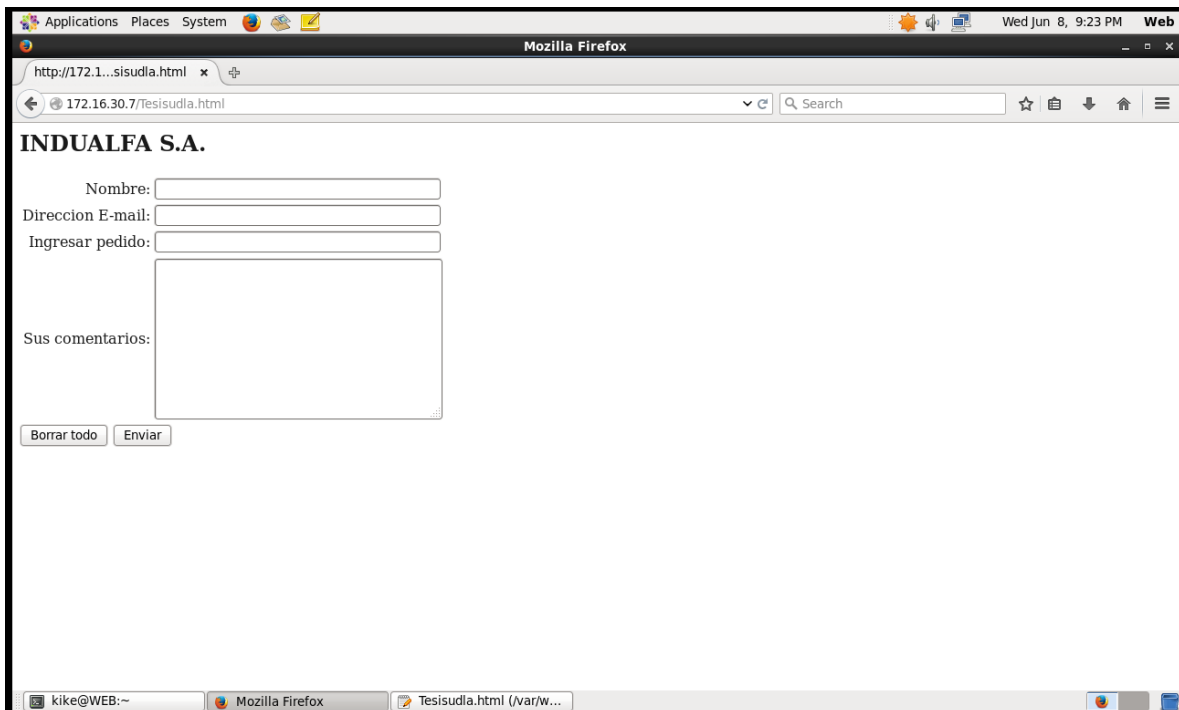 Applications Places System Wed Jun 8, 9:23 PM Web
Mozilla Firefox
http://172.1...sisudla.html
172.16.30.7/Tesisudla.html Search
INDUALFA S.A.
Nombre:
Direccion E-mail:
Ingresar pedido:
Sus comentarios:
Borrar todo Enviar
kike@WEB:~ Mozilla Firefox Tesisudla.html (/var/w...